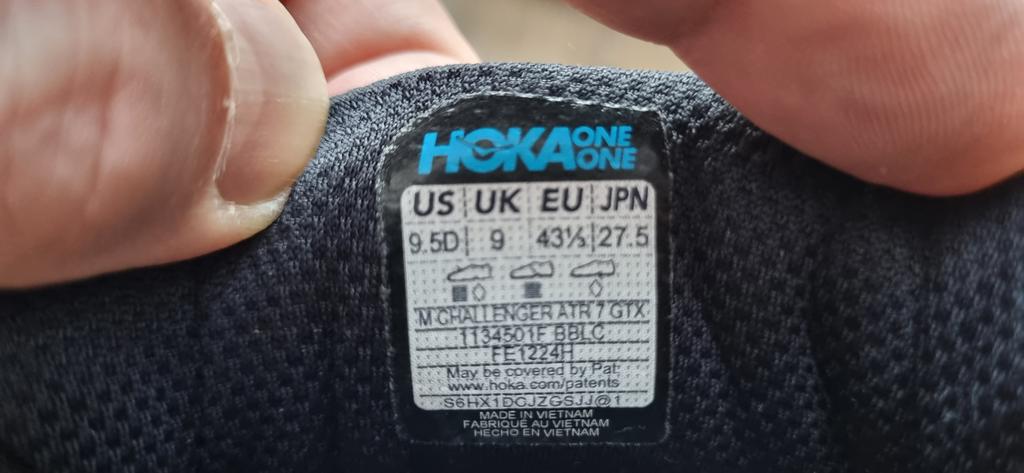 HOKA ONE ONE
US UK EU JPN
9.5D 9 43⅓ 27.5
M CHALLENGER ATR 7 GTX
1134501F BBLC
FE1224H
May be covered by Pat:
www.hoka.com/patents
S6HX1DCJZGSJJ@1
MADE IN VIETNAM
FABRIQUE AU VIETNAM
HECHO EN VIETNAM